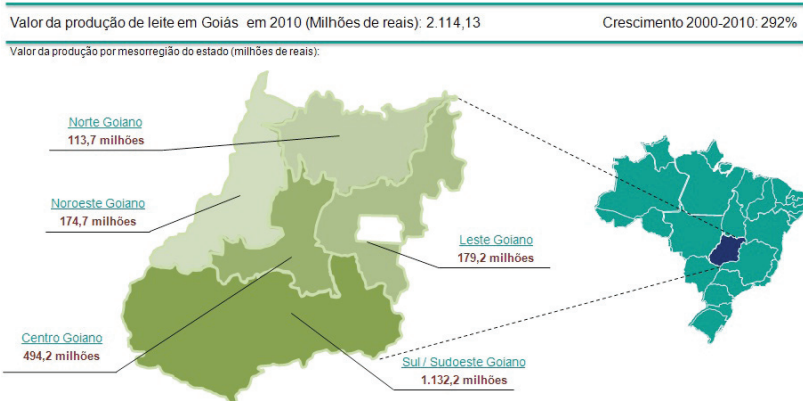 Valor da produção de leite em Goiás em 2010 (Milhões de reais): 2.114,13
Crescimento 2000-2010: 292%
Valor da produção por mesorregião do estado (milhões de reais):
Norte Goiano
113,7 milhões
Noroeste Goiano
174,7 milhões
Leste Goiano
179,2 milhões
Centro Goiano
494,2 milhões
Sul / Sudoeste Goiano
1.132,2 milhões